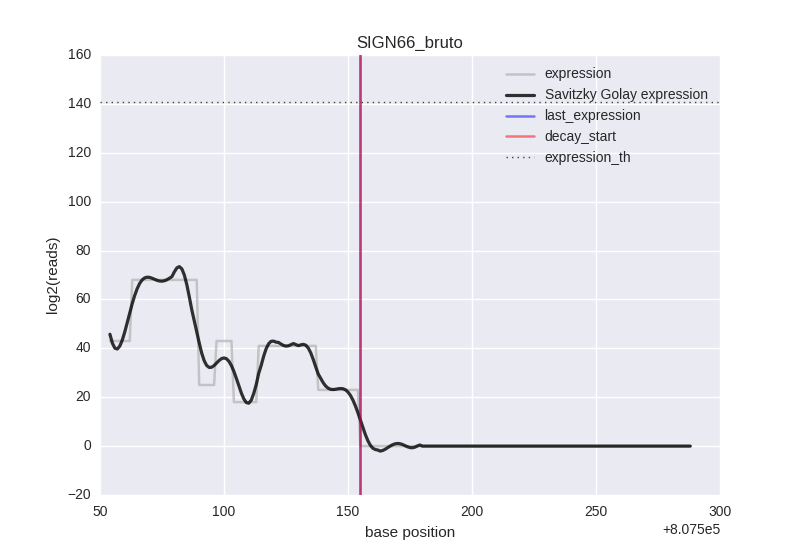 SIGN66_bruto
160
140
120
100
80
60
40
20
0
−20
log2(reads)
expression
Savitzky Golay expression
last_expression
decay_start
expression_th
50
100
150
200
250
300
+8.075e5
base position